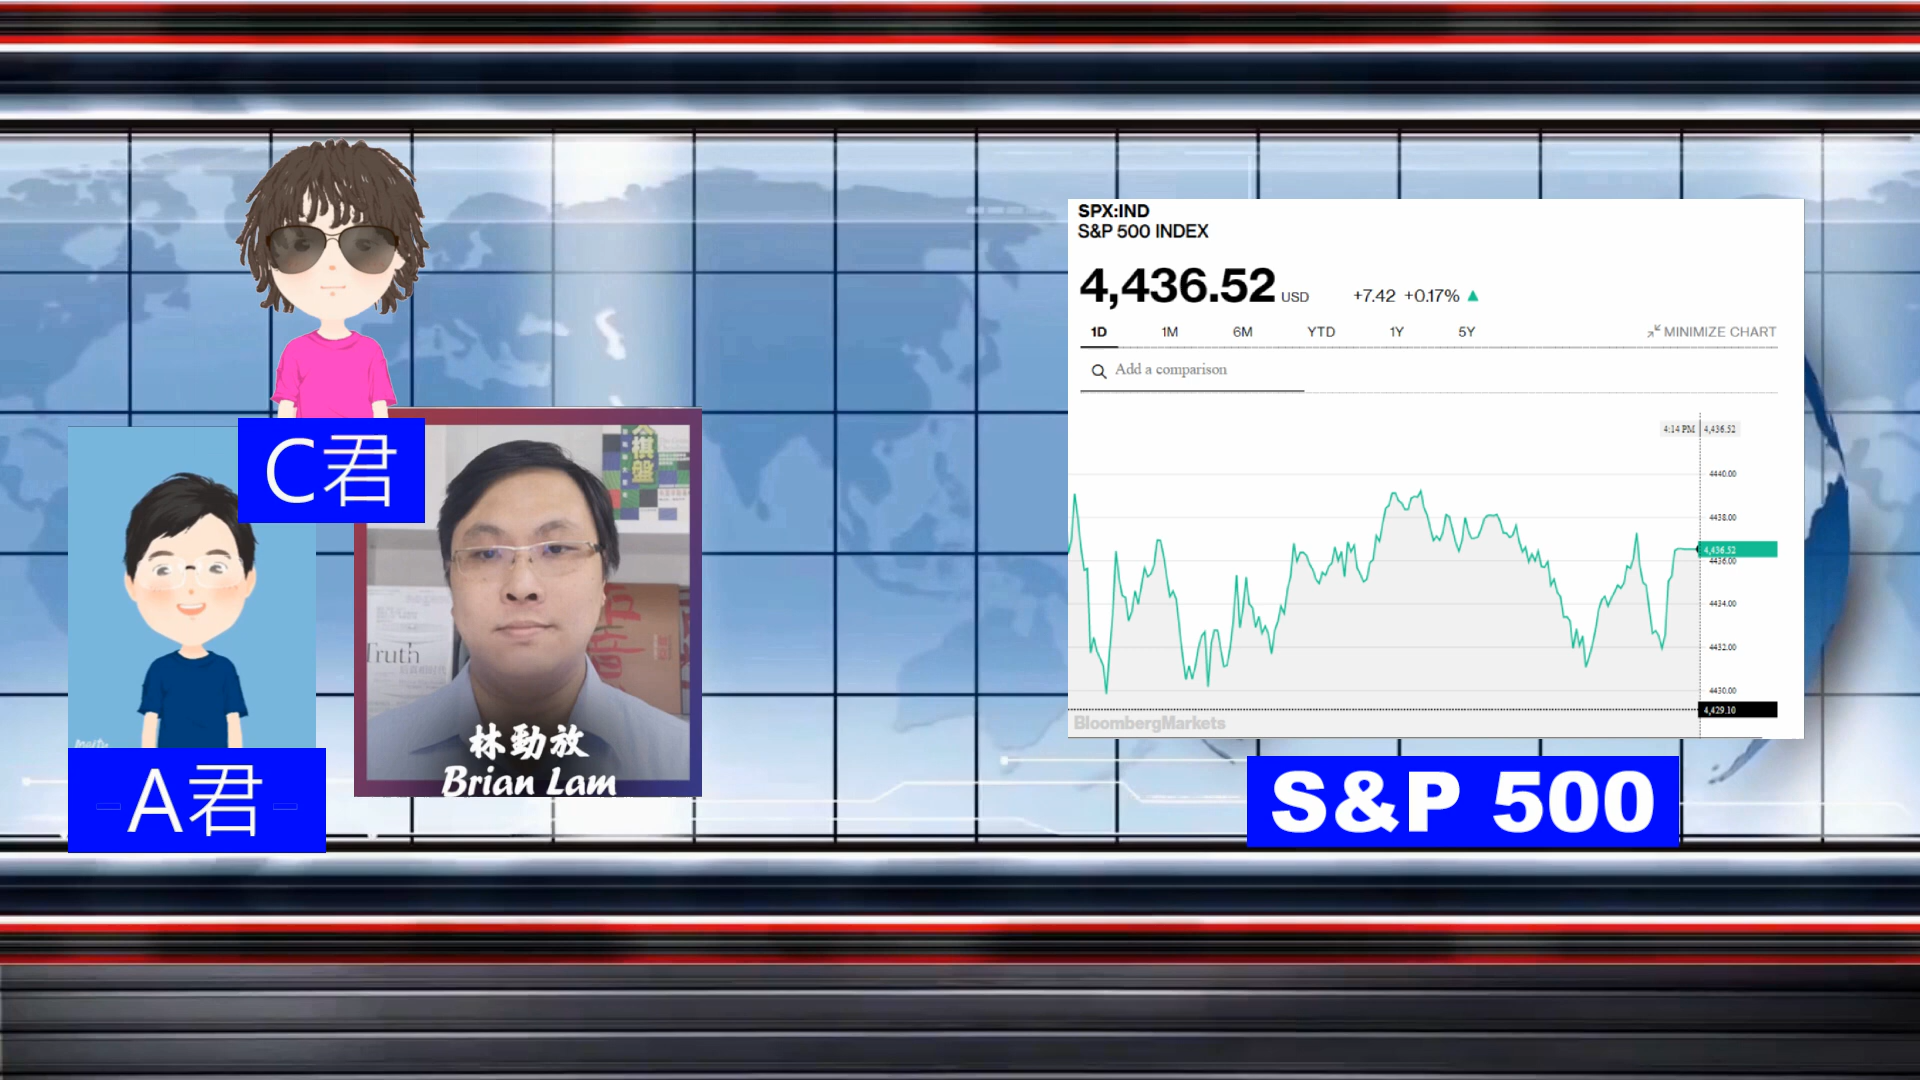 C君
A君
林勁放
Brian Lam
Truth
SPX:IND
S&P 500 INDEX
4,436.52 USD +7.42 +0.17% ▲
1D 1M 6M YTD 1Y 5Y MINIMIZE CHART
Add a comparison
4:14 PM 4,436.52
4440.00
4438.00
4,436.52
4436.00
4434.00
4432.00
4430.00
4,429.10
BloombergMarkets
S&P 500